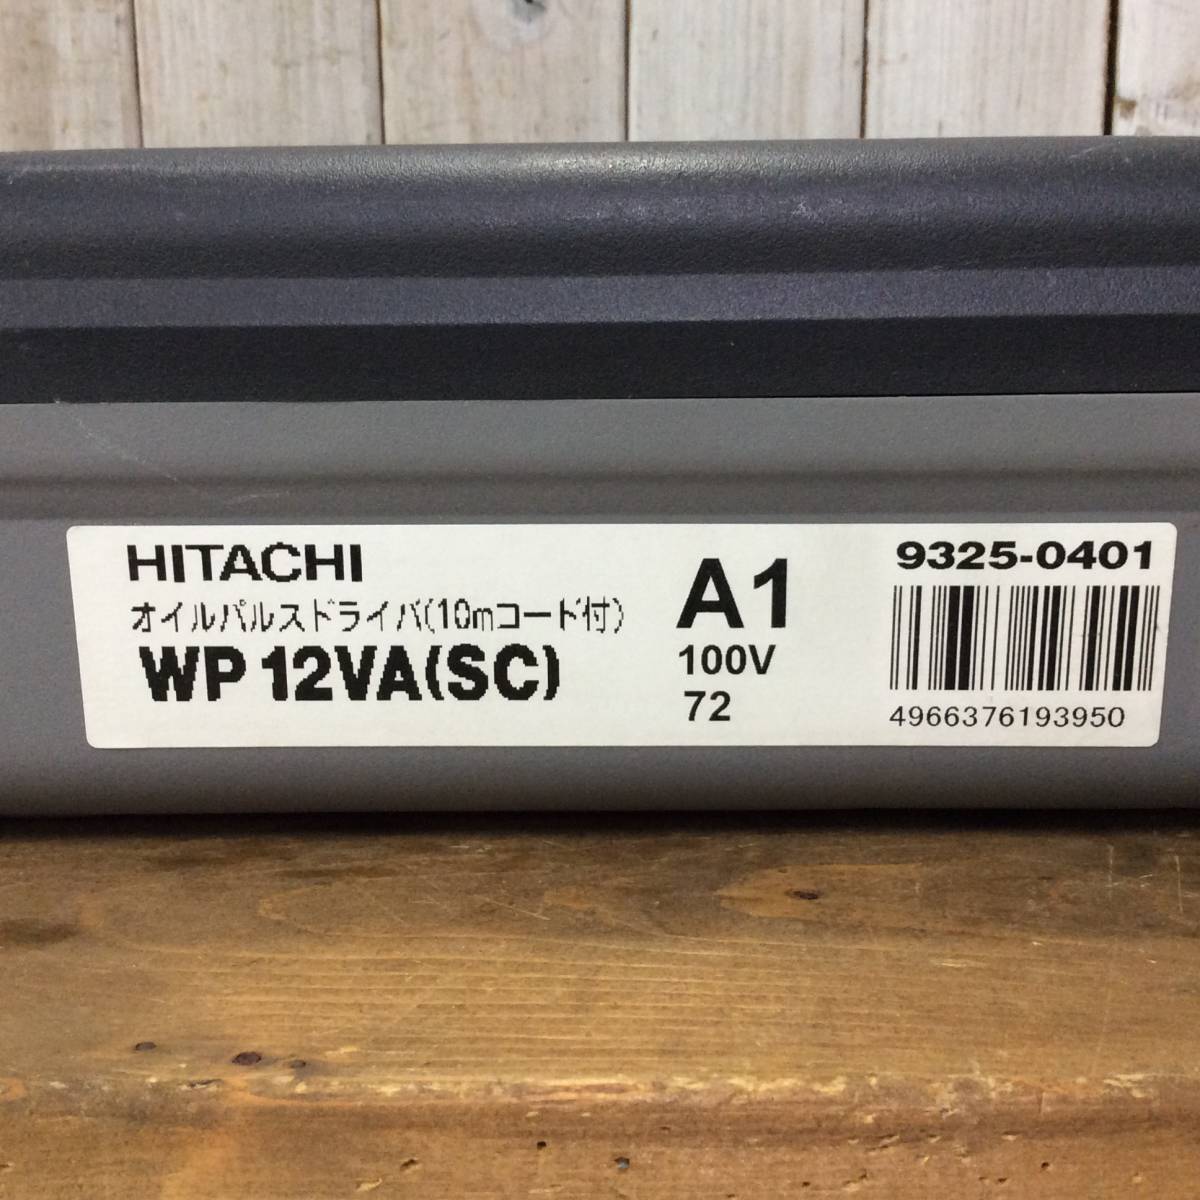 HITACHI
オイルパルスドライバ(10mコード付)
WP 12VA(SC)
A1
100V
72
9325-0401
4966376193950